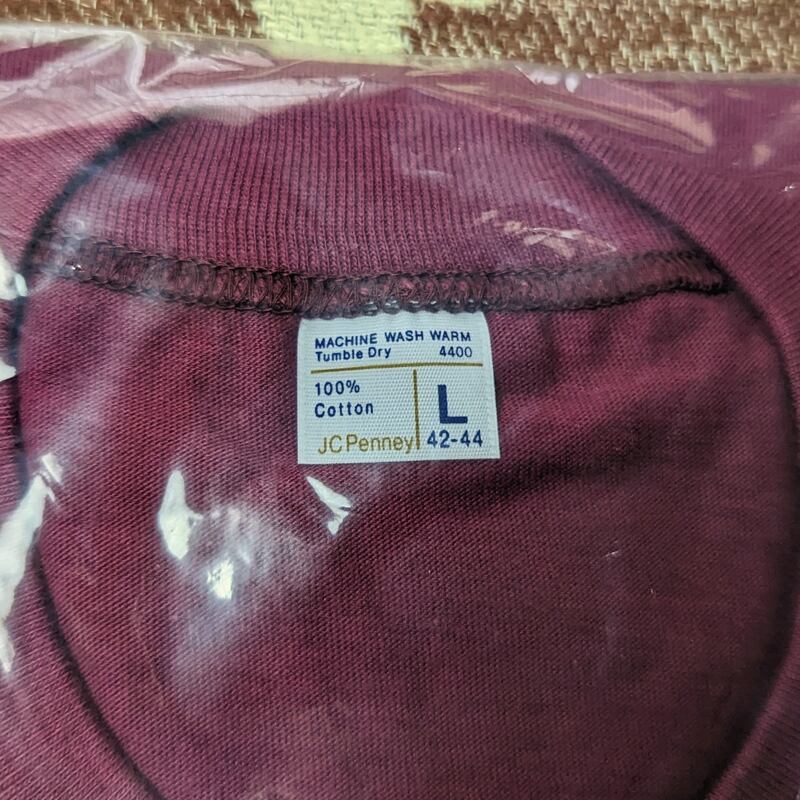 MACHINE WASH WARM
Tumble Dry 4400
100%
Cotton
L
JCPenney 42-44